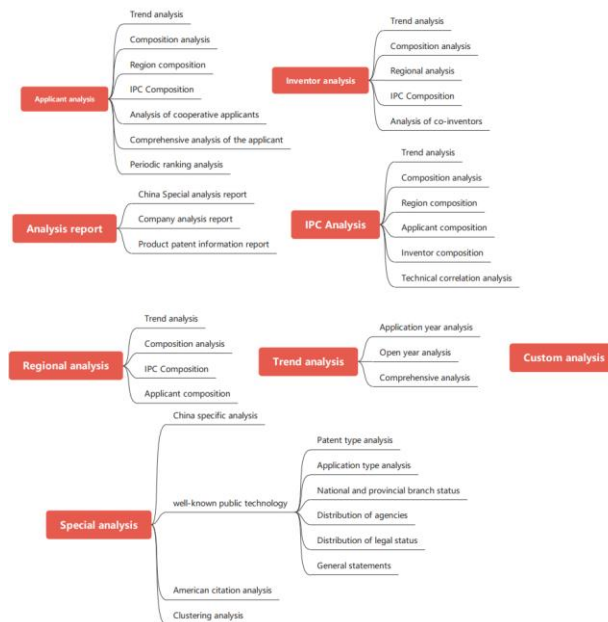 Applicant analysis
Trend analysis
Composition analysis
Region composition
IPC Composition
Analysis of cooperative applicants
Comprehensive analysis of the applicant
Periodic ranking analysis
Inventor analysis
Trend analysis
Composition analysis
Regional analysis
IPC Composition
Analysis of co-inventors
Analysis report
China Special analysis report
Company analysis report
Product patent information report
IPC Analysis
Trend analysis
Composition analysis
Region composition
Applicant composition
Inventor composition
Technical correlation analysis
Regional analysis
Trend analysis
Composition analysis
IPC Composition
Applicant composition
Trend analysis
Application year analysis
Open year analysis
Comprehensive analysis
Custom analysis
Special analysis
China specific analysis
well-known public technology
Patent type analysis
Application type analysis
National and provincial branch status
Distribution of agencies
Distribution of legal status
General statements
American citation analysis
Clustering analysis